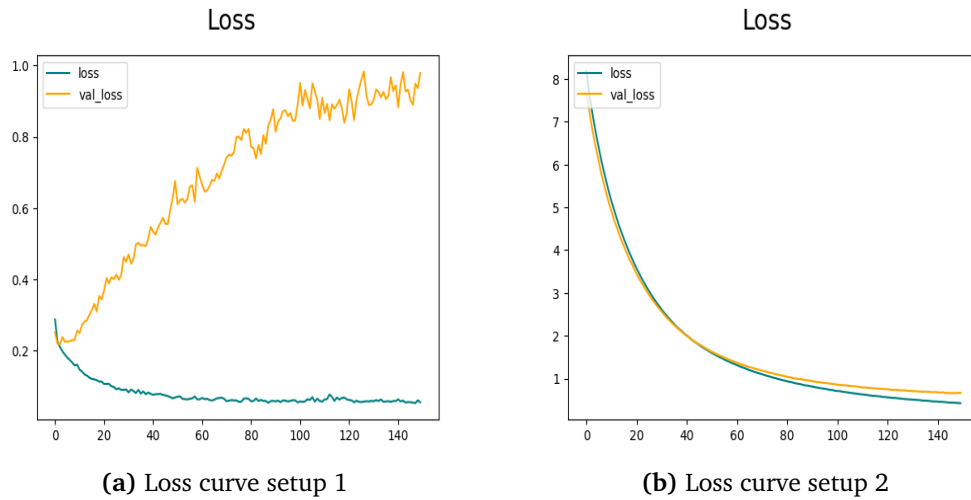 Loss
1.0
0.8
0.6
0.4
0.2
loss
val_loss
0 20 40 60 80 100 120 140
(a) Loss curve setup 1
Loss
8
7
6
5
4
3
2
1
loss
val_loss
0 20 40 60 80 100 120 140
(b) Loss curve setup 2